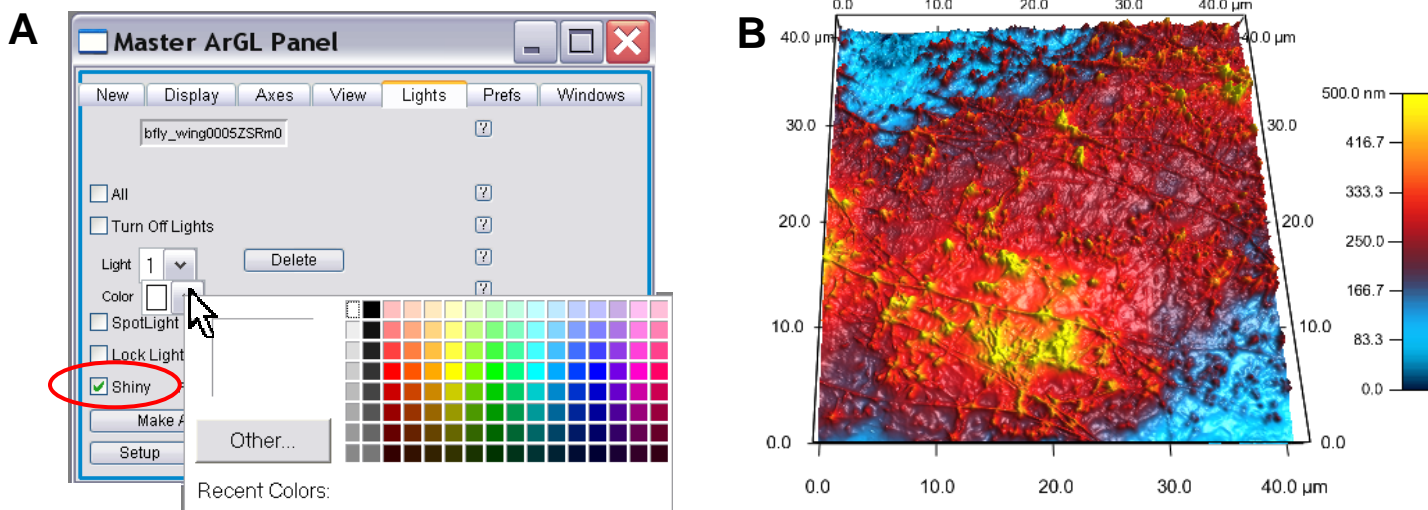 A
Master ArGL Panel
New Display Axes View Lights Prefs Windows
bfly_wing0005ZSRm0 ?
All ?
Turn Off Lights ?
Light 1 Delete ?
Color ?
SpotLight
Lock Light
Shiny
Make A
Setup
Other...
Recent Colors:
B
0.0 10.0 20.0 30.0 40.0 µm
40.0 µm 40.0 µm
30.0 30.0
20.0 20.0
10.0 10.0
0.0 0.0
0.0 10.0 20.0 30.0 40.0 µm
500.0 nm
416.7
333.3
250.0
166.7
83.3
0.0